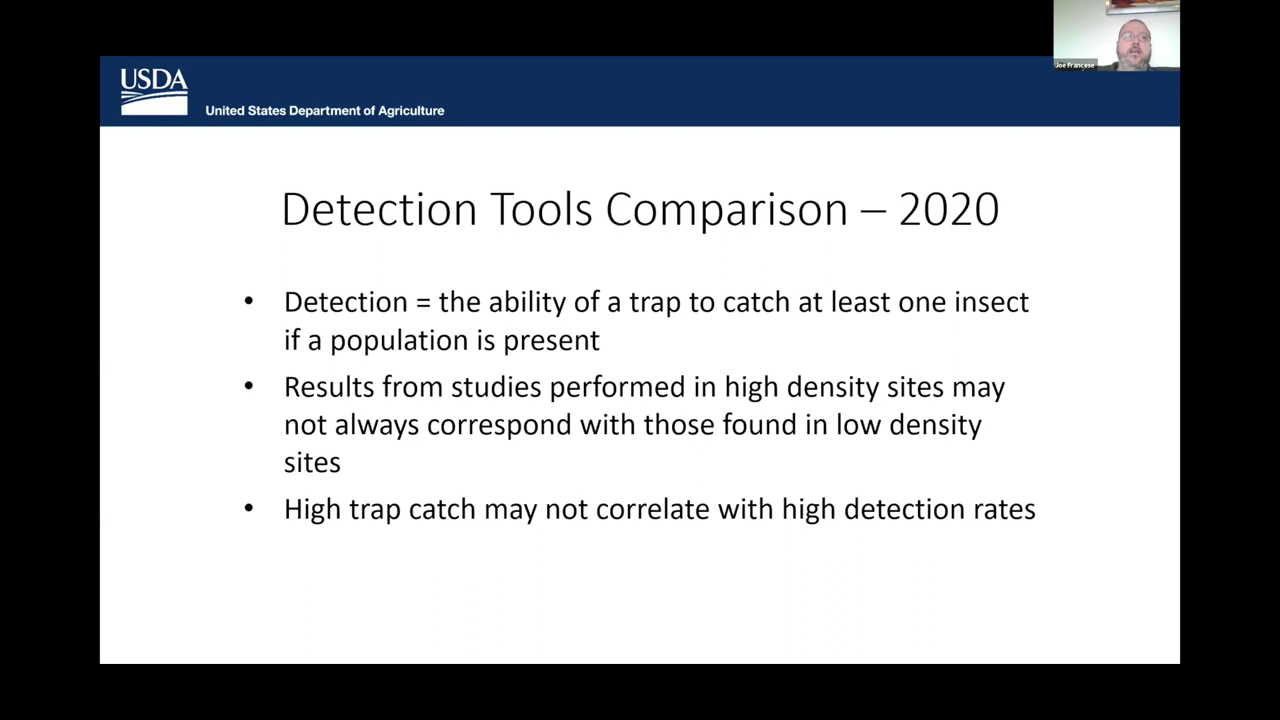 Joe Francese
USDA
United States Department of Agriculture
Detection Tools Comparison – 2020
• Detection = the ability of a trap to catch at least one insect
if a population is present
• Results from studies performed in high density sites may
not always correspond with those found in low density
sites
• High trap catch may not correlate with high detection rates